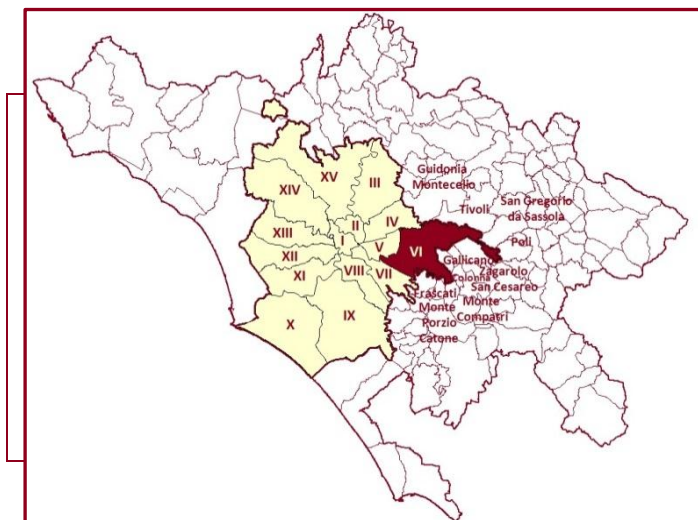 Guidonia
Montecelio
XV
III
XIV
Tivoli
San Gregorio
da Sassola
II
IV
XIII
I
V
VI
Poli
XII
Gallicano
VIII
VII
Colonna
Zagarolo
XI
San Cesareo
Frascati
Monte
Porzio
Catone
Monte
Compatri
X
IX